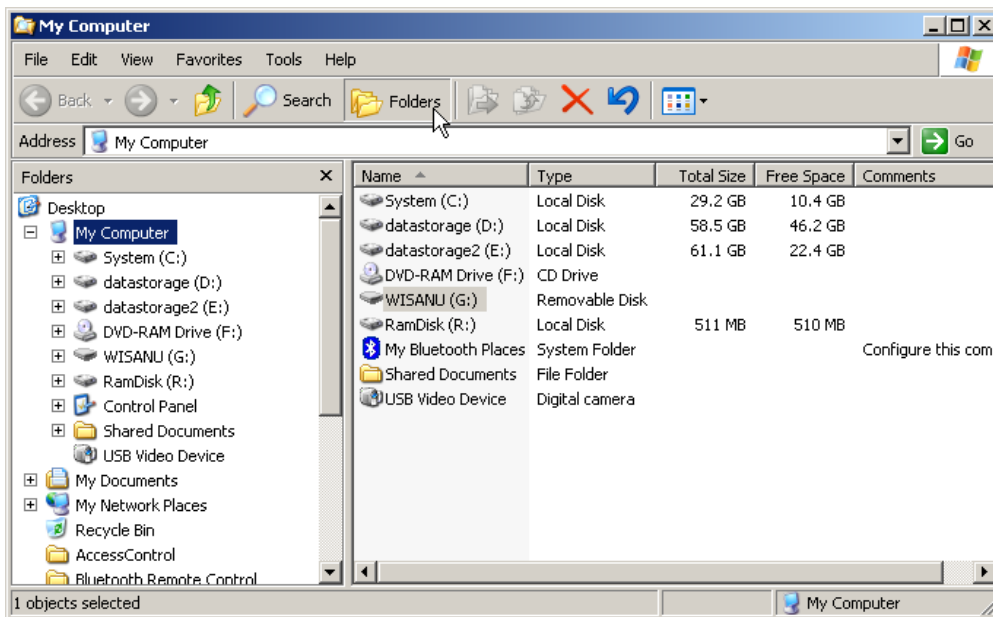 My Computer
File Edit View Favorites Tools Help
Back Search Folders
Address My Computer Go
Folders
Desktop
My Computer
System (C:)
datastorage (D:)
datastorage2 (E:)
DVD-RAM Drive (F:)
WISANU (G:)
RamDisk (R:)
Control Panel
Shared Documents
USB Video Device
My Documents
My Network Places
Recycle Bin
AccessControl
Bluetooth Remote Control
Name Type Total Size Free Space Comments
System (C:) Local Disk 29.2 GB 10.4 GB
datastorage (D:) Local Disk 58.5 GB 46.2 GB
datastorage2 (E:) Local Disk 61.1 GB 22.4 GB
DVD-RAM Drive (F:) CD Drive
WISANU (G:) Removable Disk
RamDisk (R:) Local Disk 511 MB 510 MB
My Bluetooth Places System Folder Configure this com
Shared Documents File Folder
USB Video Device Digital camera
1 objects selected My Computer